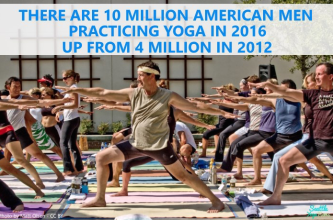 THERE ARE 10 MILLION AMERICAN MEN
PRACTICING YOGA IN 2016
UP FROM 4 MILLION IN 2012